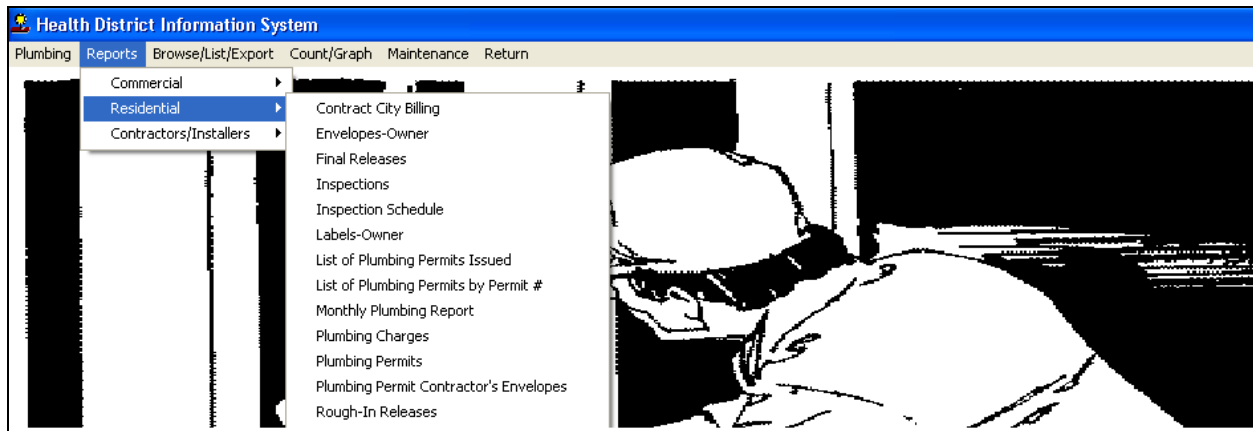 Health District Information System
Plumbing Reports Browse/List/Export Count/Graph Maintenance Return
Commercial
Residential
Contractors/Installers
Contract City Billing
Envelopes-Owner
Final Releases
Inspections
Inspection Schedule
Labels-Owner
List of Plumbing Permits Issued
List of Plumbing Permits by Permit #
Monthly Plumbing Report
Plumbing Charges
Plumbing Permits
Plumbing Permit Contractor's Envelopes
Rough-In Releases